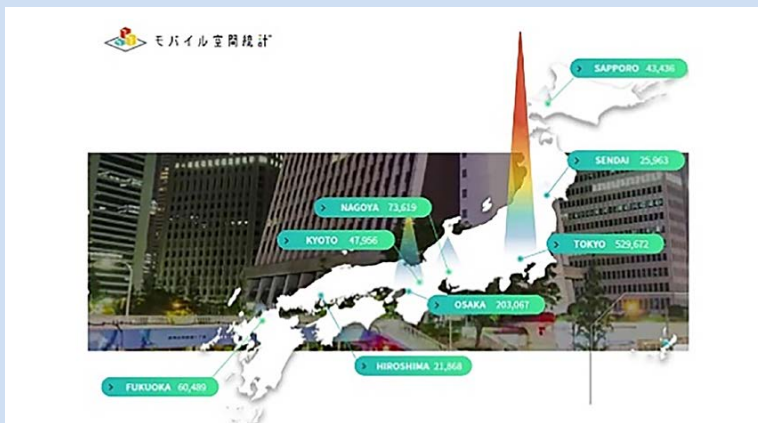 モバイル空間統計®
SAPPORO 43,436
SENDAI 25,963
NAGOYA 73,619
KYOTO 47,956
TOKYO 529,672
OSAKA 203,067
HIROSHIMA 21,868
FUKUOKA 60,489